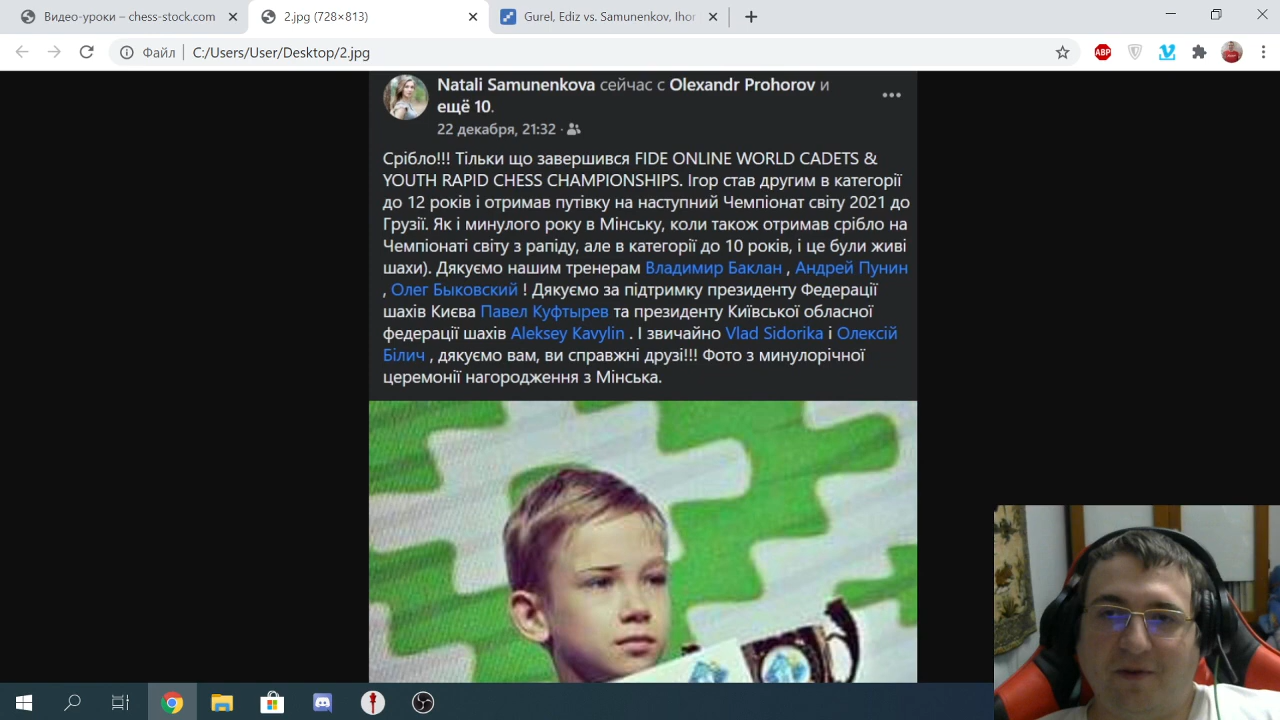 Видео-уроки – chess-stock.com
2.jpg (728×813)
Gurel, Ediz vs. Samunenkov, Ihor
Файл
C:/Users/User/Desktop/2.jpg
ABP
Natali Samunenkova сейчас с Olexandr Prohorov и
ещё 10.
22 декабря, 21:32 ·
Срібло!!! Тільки що завершився FIDE ONLINE WORLD CADETS &
YOUTH RAPID CHESS CHAMPIONSHIPS. Ігор став другим в категорії
до 12 років і отримав путівку на наступний Чемпіонат світу 2021 до
Грузії. Як і минулого року в Мінську, коли також отримав срібло на
Чемпіонаті світу з рапіду, але в категорії до 10 років, і це були живі
шахи). Дякуємо нашим тренерам Владимир Баклан , Андрей Пунин
, Олег Быковский ! Дякуємо за підтримку президенту Федерації
шахів Києва Павел Куфтырев та президенту Київської обласної
федерації шахів Aleksey Kavylin . І звичайно Vlad Sidorika і Олексій
Білич , дякуємо вам, ви справжні друзі!!! Фото з минулорічної
церемонії нагородження з Мінська.